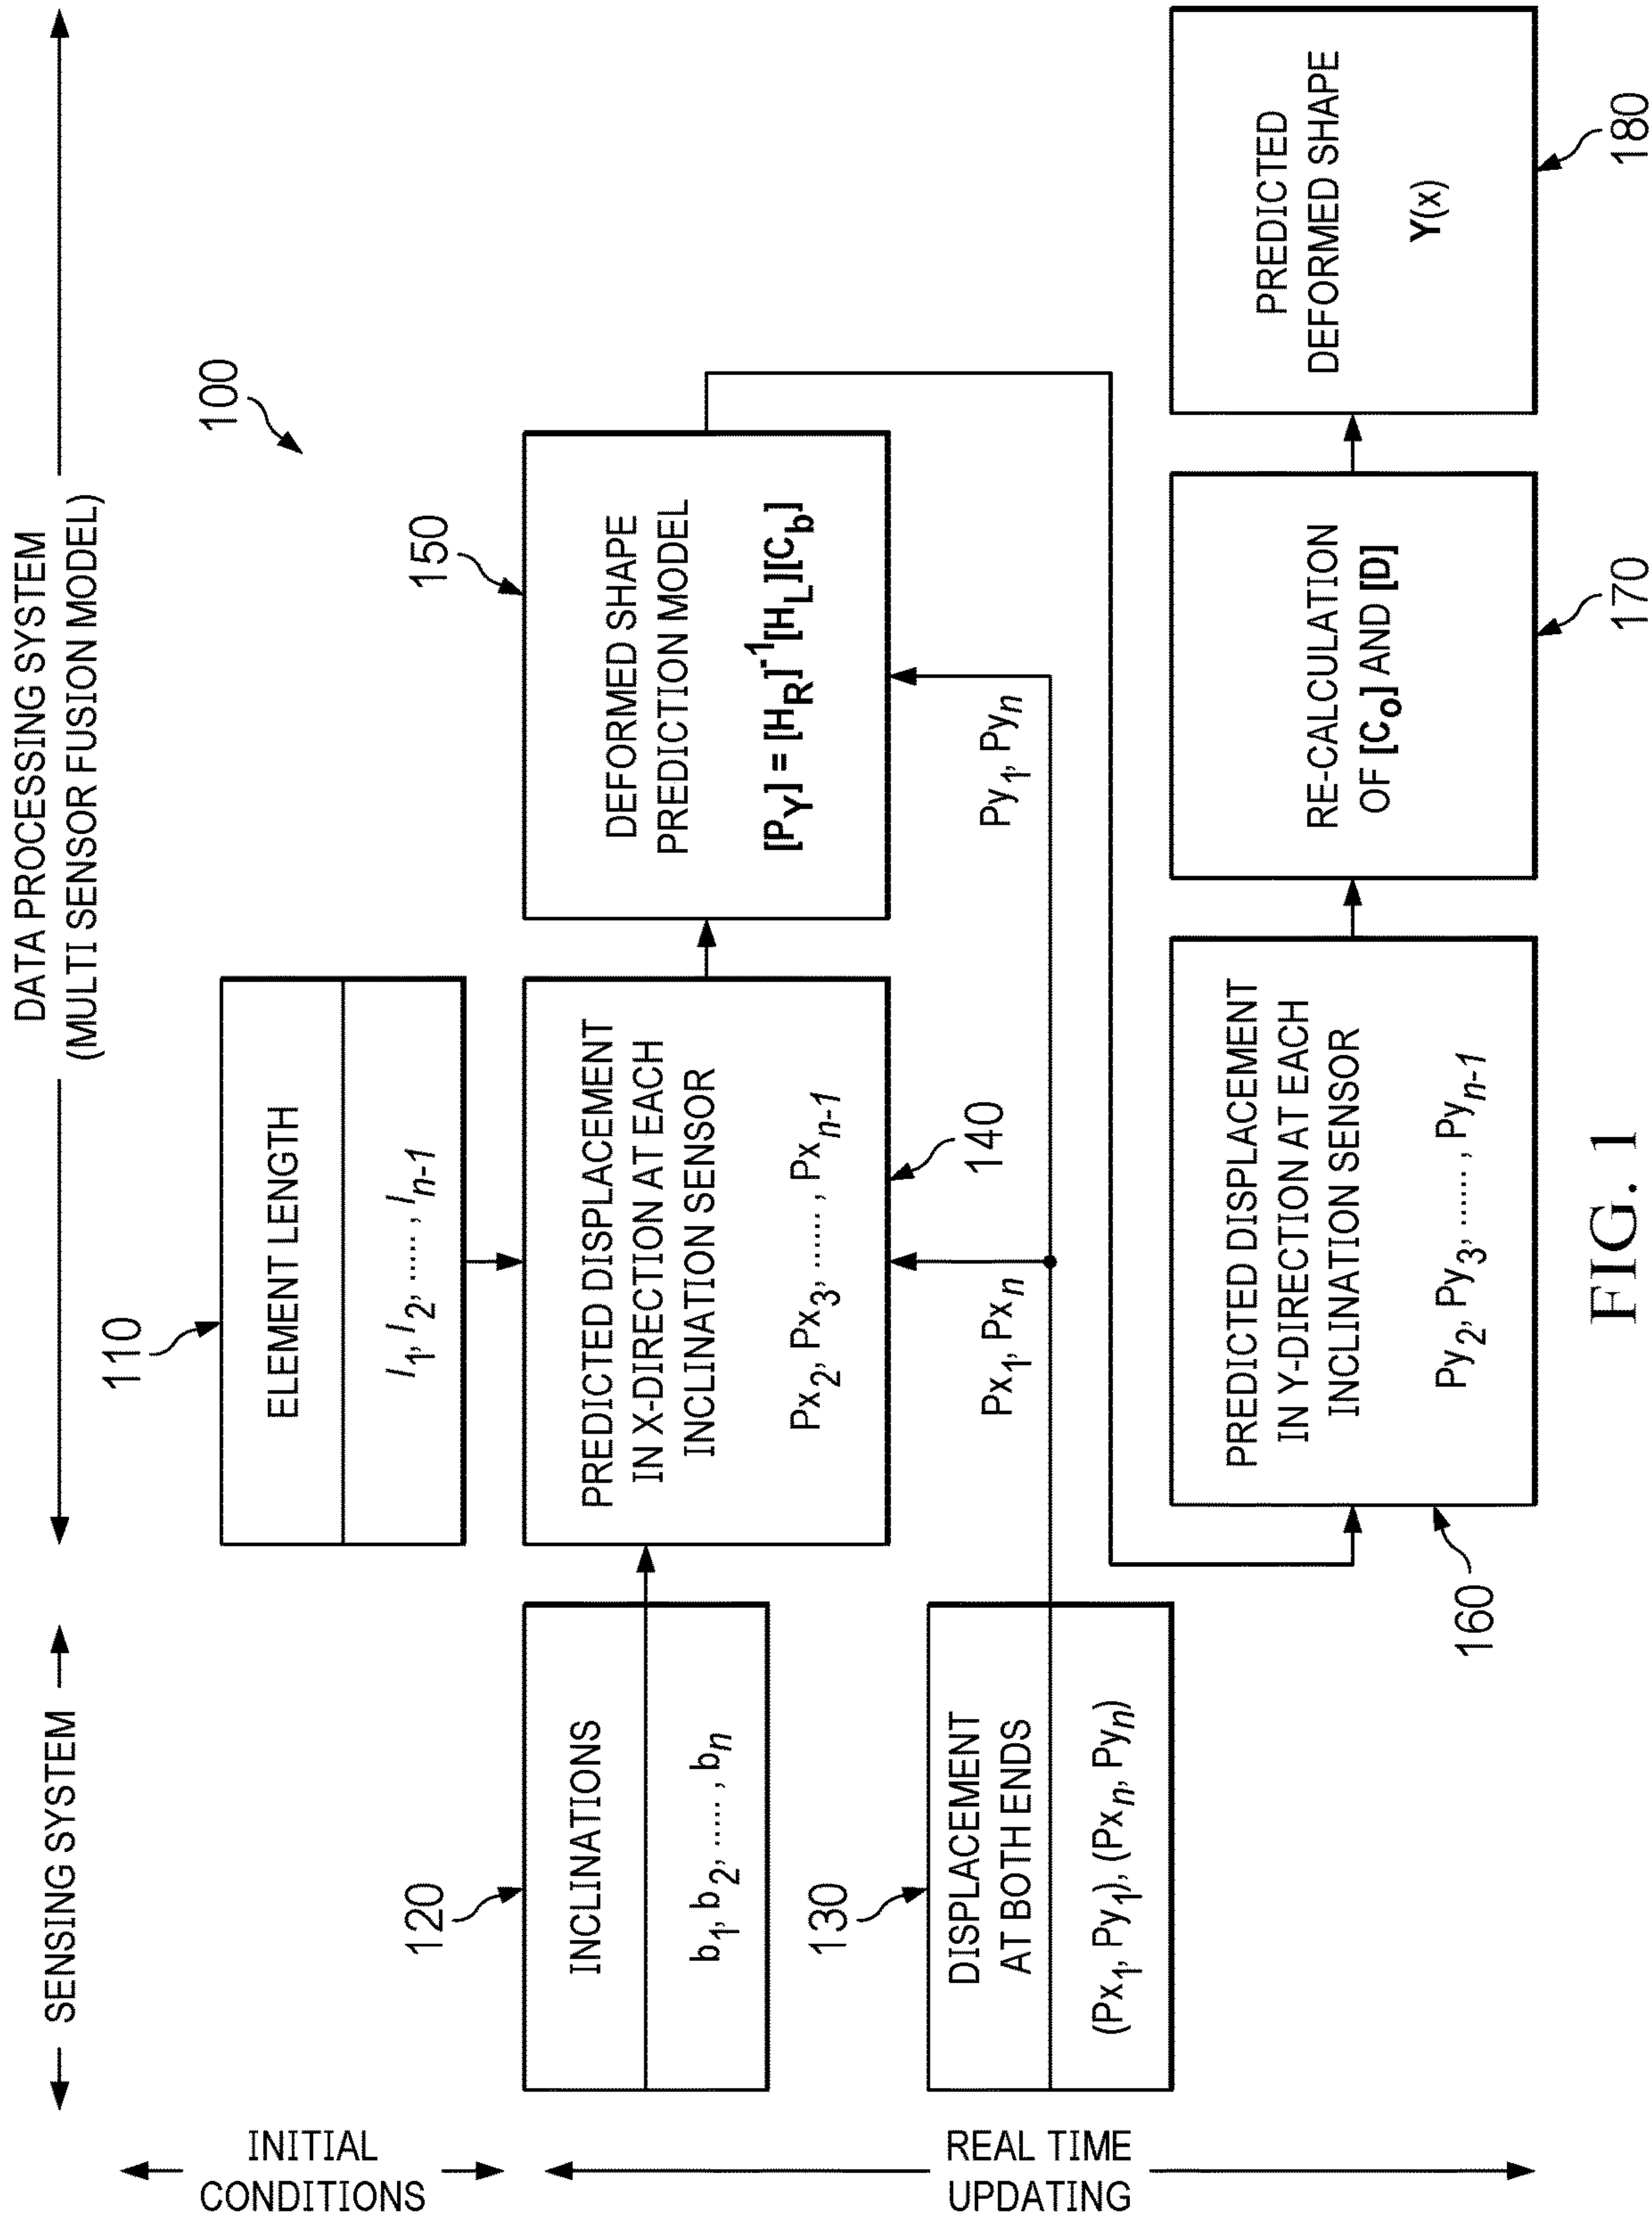 DATA PROCESSING SYSTEM
(MULTI SENSOR FUSION MODEL)
SENSING SYSTEM
INITIAL
CONDITIONS
REAL TIME
UPDATING
100
110
ELEMENT LENGTH
l1, l2, ....., ln-1
120
INCLINATIONS
b1, b2, ....., bn
130
DISPLACEMENT
AT BOTH ENDS
(Px1, Py1), (Pxn, Pyn)
PREDICTED DISPLACEMENT
IN X-DIRECTION AT EACH
INCLINATION SENSOR
Px2, Px3, ......, Pxn-1
140
150
DEFORMED SHAPE
PREDICTION MODEL
[PY] = [HR]-1[HL][Cb]
Px1, Pxn
Py1, Pyn
PREDICTED DISPLACEMENT
IN Y-DIRECTION AT EACH
INCLINATION SENSOR
Py2, Py3, ......, Pyn-1
160
RE-CALCULATION
OF [Co] AND [D]
170
PREDICTED
DEFORMED SHAPE
Y(x)
180
FIG. 1